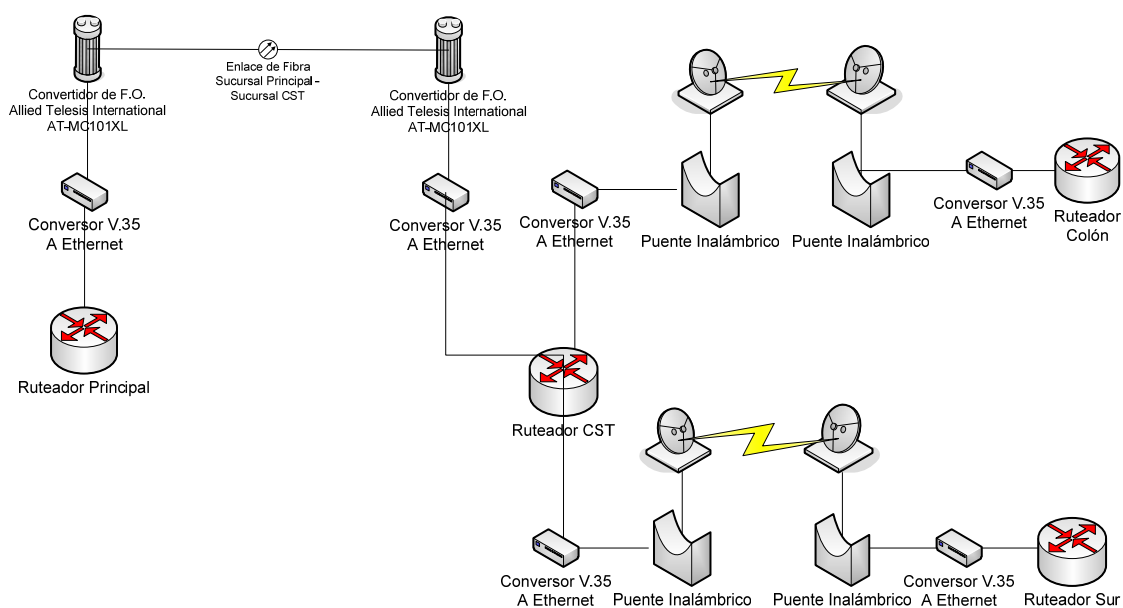 Convertidor de F.O.
Allied Telesis International
AT-MC101XL
Enlace de Fibra
Sucursal Principal -
Sucursal CST
Convertidor de F.O.
Allied Telesis International
AT-MC101XL
Conversor V.35
A Ethernet
Conversor V.35
A Ethernet
Conversor V.35
A Ethernet
Puente Inalámbrico
Puente Inalámbrico
Conversor V.35
A Ethernet
Ruteador
Colón
Ruteador Principal
Ruteador CST
Conversor V.35
A Ethernet
Puente Inalámbrico
Puente Inalámbrico
Conversor V.35
A Ethernet
Ruteador Sur